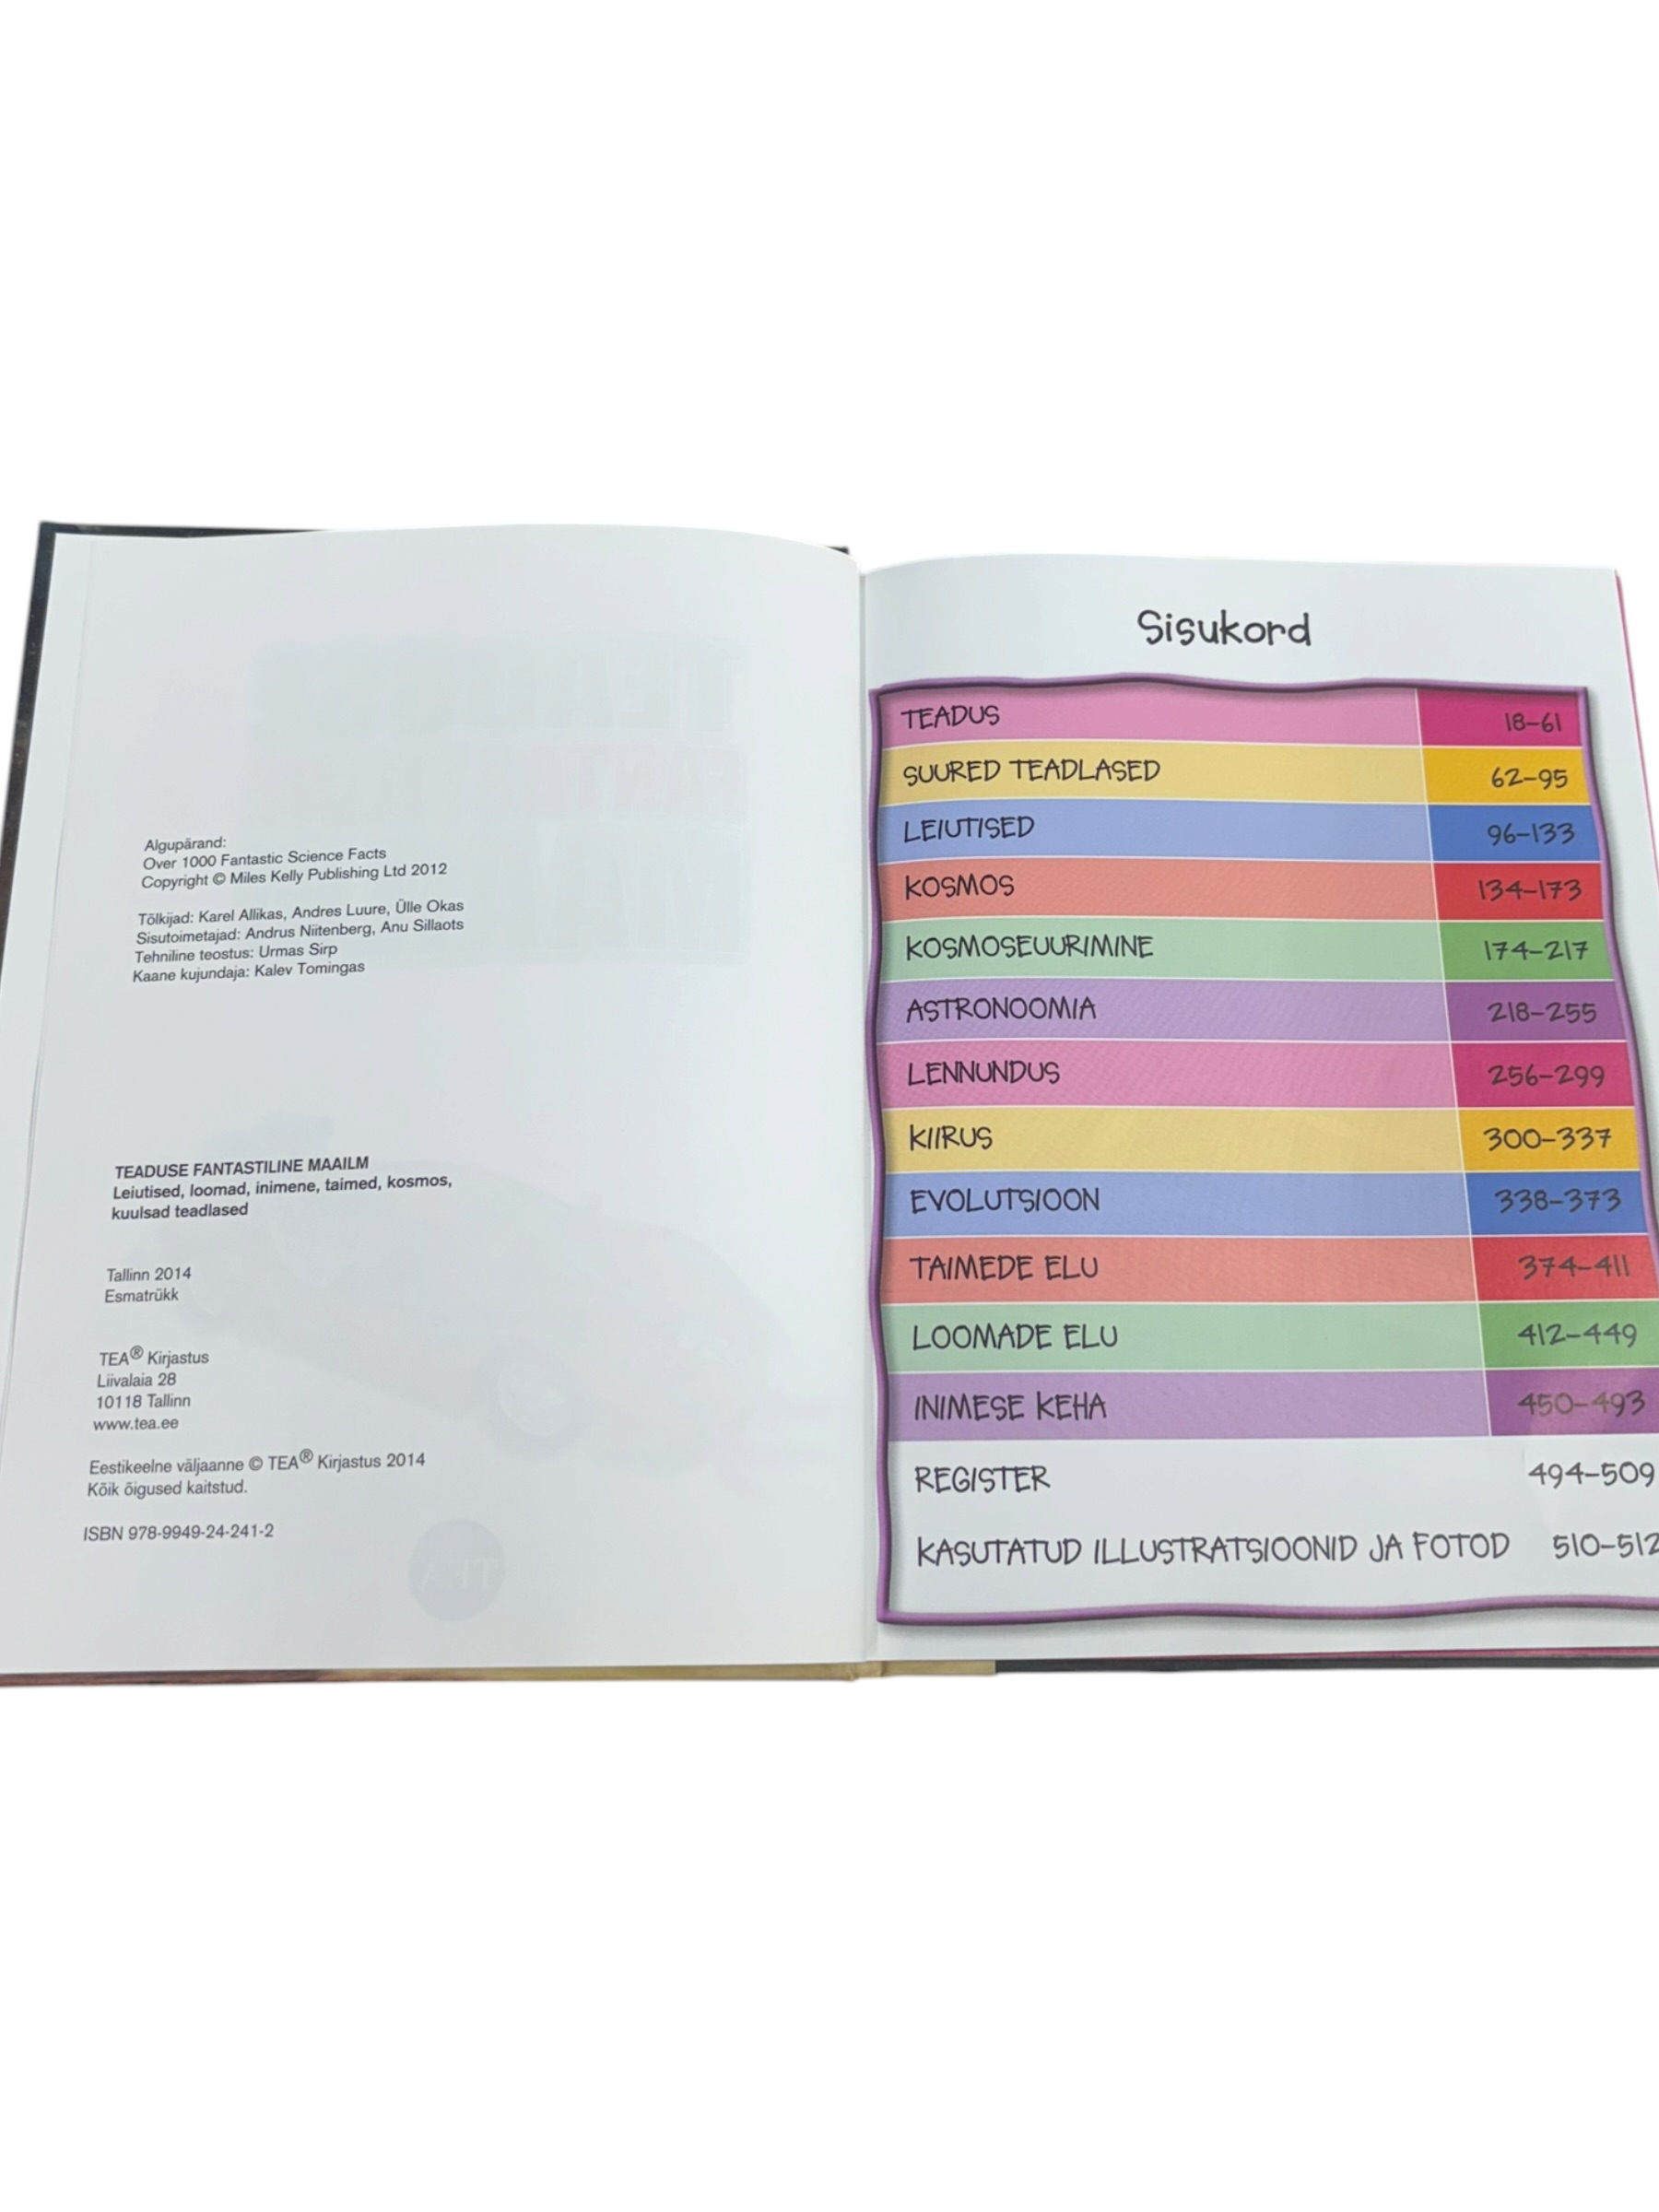 Algupärand:
Over 1000 Fantastic Science Facts
Copyright © Miles Kelly Publishing Ltd 2012
Tõlkijad: Karel Allikas, Andres Luure, Ülle Okas
Sisutoimetajad: Andrus Niitenberg, Anu Sillaots
Tehniline teostus: Urmas Sirp
Kaane kujundaja: Kalev Tomingas
TEADUSE FANTASTILINE MAAILM
Leiutised, loomad, inimene, taimed, kosmos,
kuulsad teadlased
Tallinn 2014
Esmatrükk
TEA® Kirjastus
Liivalaia 28
10118 Tallinn
www.tea.ee
Eestikeelne väljaanne © TEA® Kirjastus 2014
Kõik õigused kaitstud.
ISBN 978-9949-24-241-2
Sisukord
TEADUS 18–61
SUURED TEADLASED 62–95
LEIUTISED 96–133
KOSMOS 134–173
KOSMOSEUURIMINE 174–217
ASTRONOOMIA 218–255
LENNUNDUS 256–299
KIIRUS 300–337
EVOLUTSIOON 338–373
TAIMEDE ELU 374–411
LOOMADE ELU 412–449
INIMESE KEHA 450–493
REGISTER 494–509
KASUTATUD ILLUSTRATSIOONID JA FOTOD 510–512